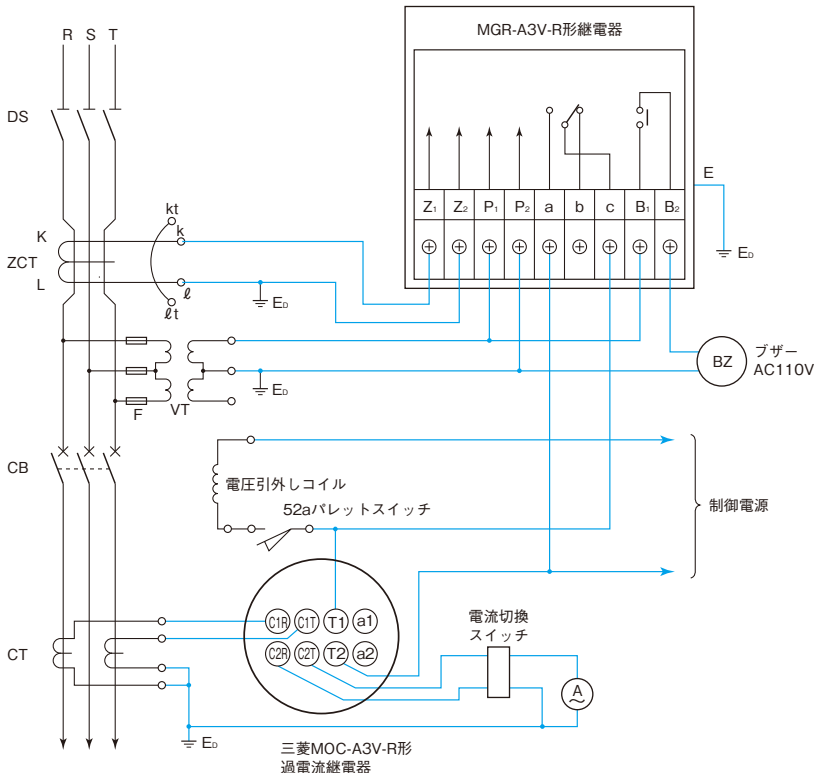 R S T
MGR-A3V-R形継電器
DS
E
Z₁ Z₂ P₁ P₂ a b c B₁ B₂
kt
K
k
ZCT
L
ℓ
ℓt
E_D
E_D
BZ
ブザー
AC110V
F
VT
E_D
CB
電圧引外しコイル
52aパレットスイッチ
制御電源
C1R C1T T1 a1
C2R C2T T2 a2
電流切換
スイッチ
CT
A
E_D
三菱MOC-A3V-R形
過電流継電器